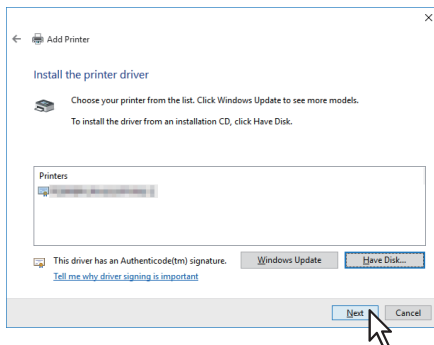 Add Printer
Install the printer driver
Choose your printer from the list. Click Windows Update to see more models.
To install the driver from an installation CD, click Have Disk.
Printers
This driver has an Authenticode(tm) signature.
Windows Update
Have Disk...
Tell me why driver signing is important
Next
Cancel